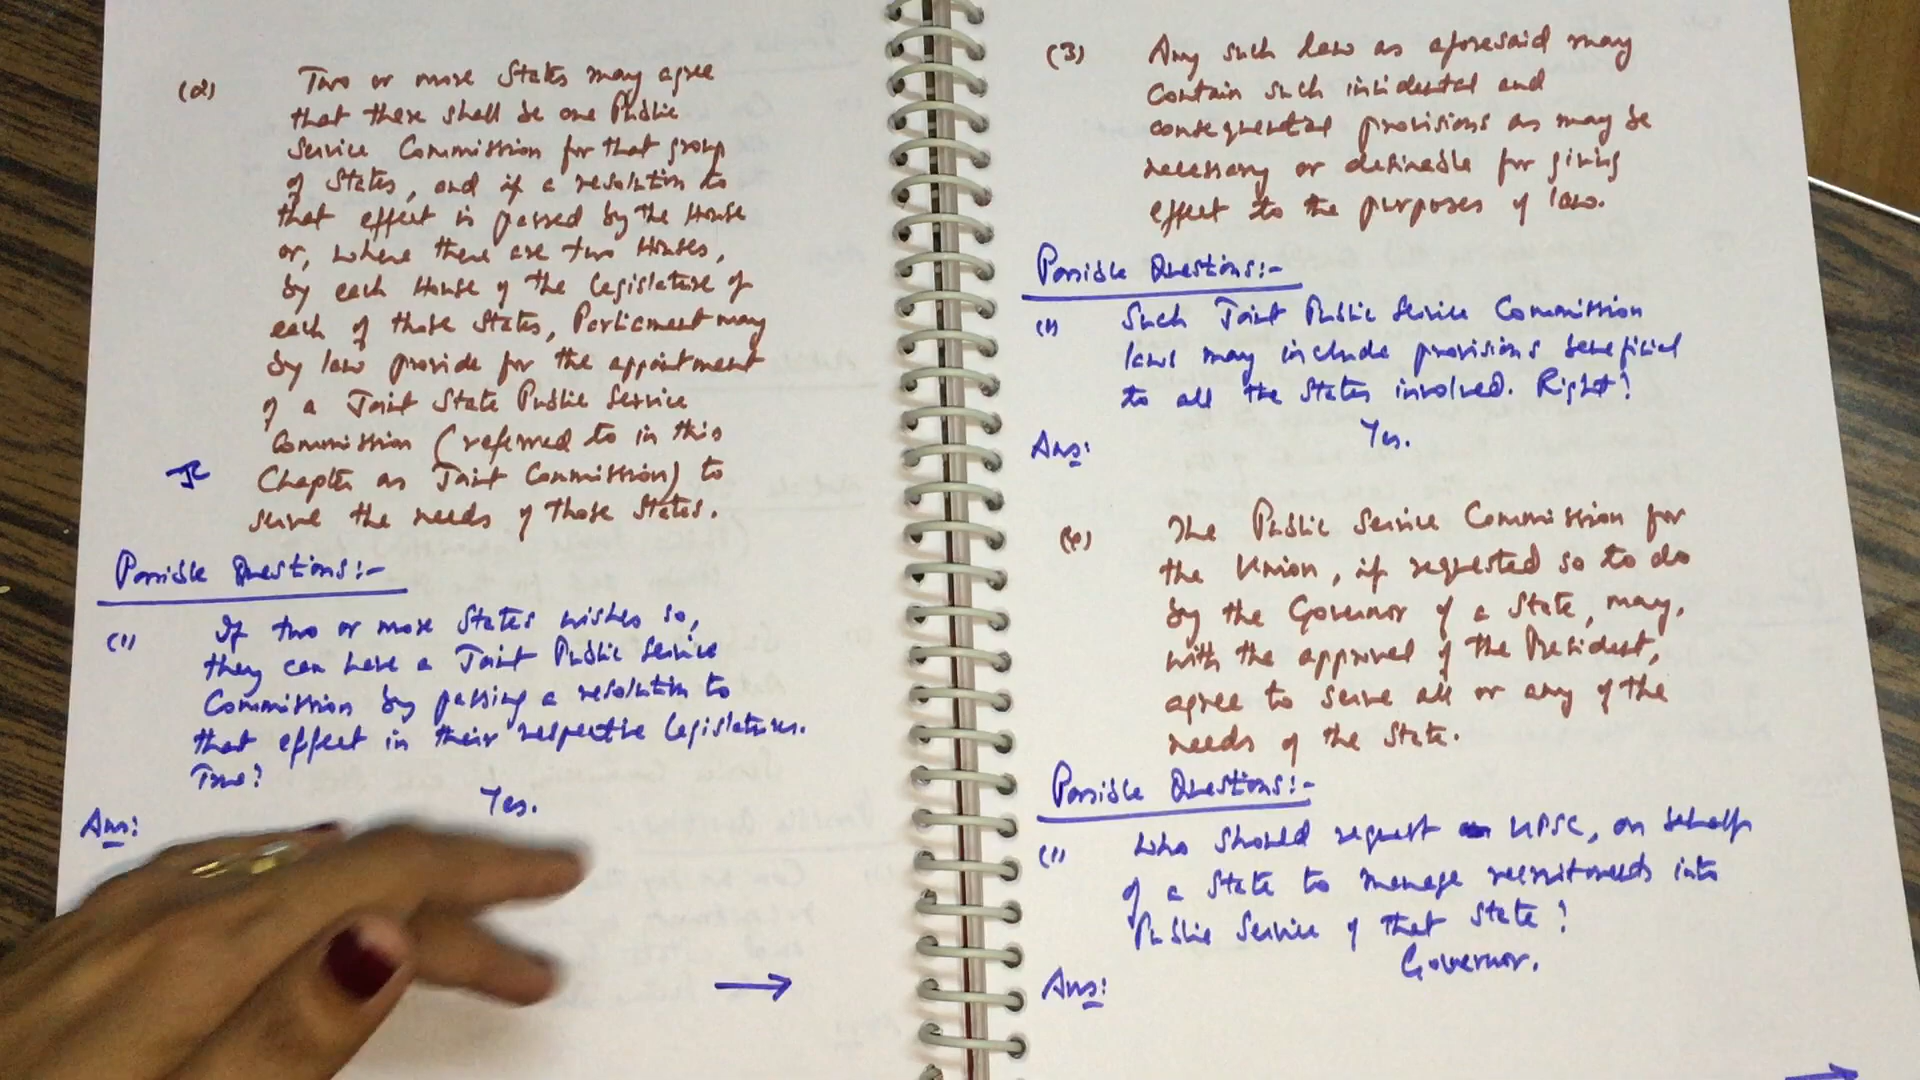 (2) Two or more States may agree
that there shall be one Public
Service Commission for that group
of States, and if a resolution to
that effect is passed by the House
or, where there are two Houses,
by each House of the Legislature of
each of those States, Parliament may
by law provide for the appointment
of a Joint State Public Service
Commission (referred to in this
Chapter as Joint Commission) to
serve the needs of those States.
Possible Questions:-
(1) If two or more States wishes so,
they can have a Joint Public Service
Commission by passing a resolution to
that effect in their respective Legislatures.
True?
Yes.
Ans:
(3) Any such law as aforesaid may
contain such incidental and
consequential provisions as may be
necessary or desirable for giving
effect to the purposes of law.
Possible Questions:-
(1) Such Joint Public Service Commission
laws may include provisions beneficial
to all the States involved. Right?
Yes.
Ans:
(4) The Public Service Commission for
the Union, if requested so to do
by the Governor of a State, may,
with the approval of the President,
agree to serve all or any of the
needs of the State.
Possible Questions:-
(1) Who should request UPSC, on behalf
of a State to manage recruitments into
Public Service of that State?
Governor.
Ans: